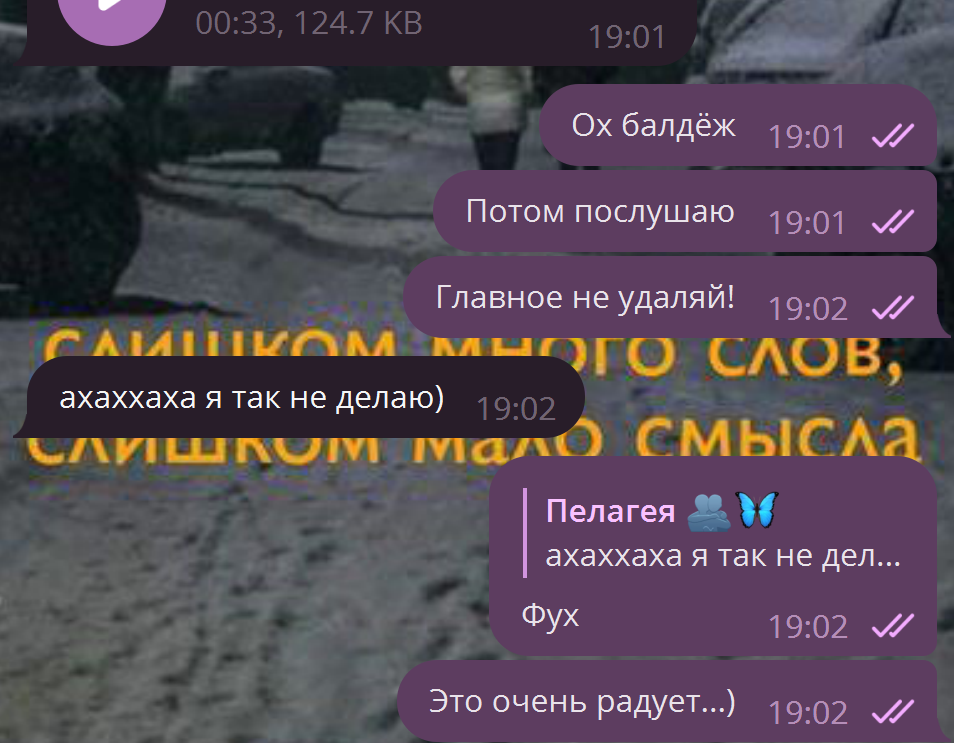 00:33, 124.7 KB 19:01
Ох балдёж 19:01
Потом послушаю 19:01
Главное не удаляй! 19:02
слишком много слов,
ахаххаха я так не делаю) 19:02
слишком мало смысла
Пелагея 🫂🦋
ахаххаха я так не дел...
Фух 19:02
Это очень радует...) 19:02